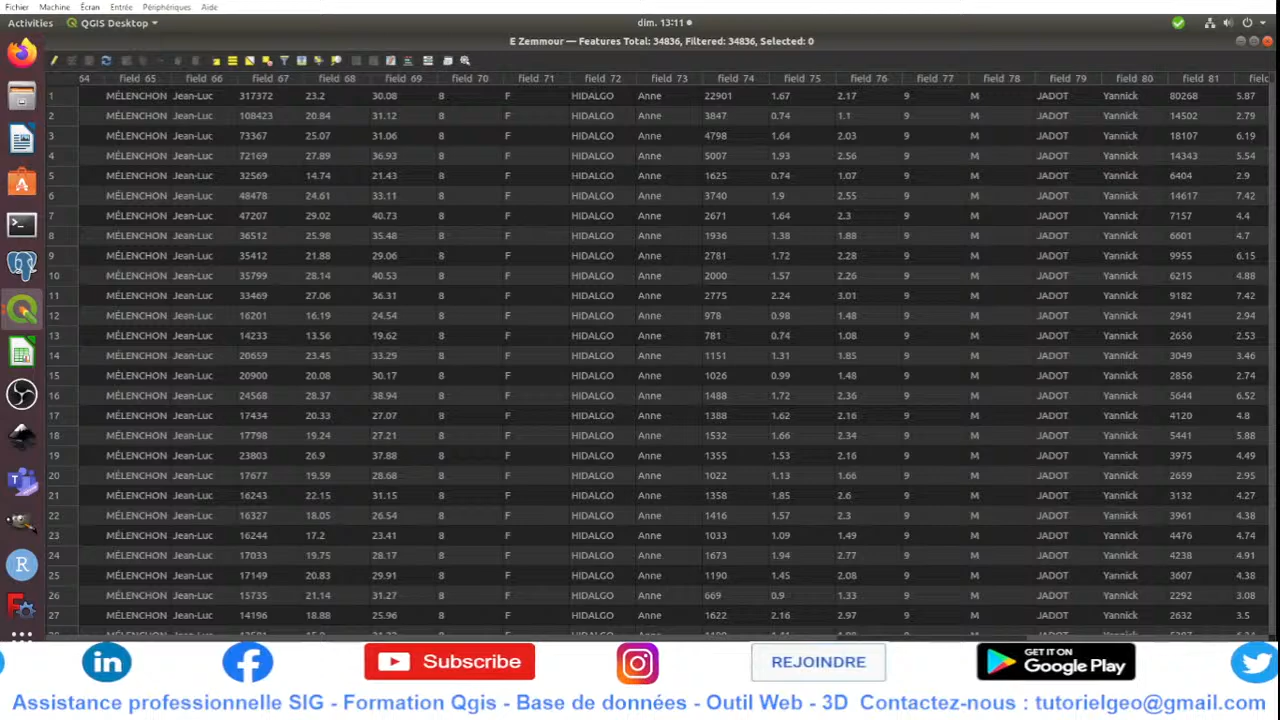 Fichier Machine Écran Entrée Périphériques Aide
Activities QGIS Desktop dim. 13:11
E Zemmour — Features Total: 34836, Filtered: 34836, Selected: 0
64 field 65 field 66 field 67 field 68 field 69 field 70 field 71 field 72 field 73 field 74 field 75 field 76 field 77 field 78 field 79 field 80 field 81 fielc
1 MÉLENCHON Jean-Luc 317372 23.2 30.08 8 F HIDALGO Anne 22901 1.67 2.17 9 M JADOT Yannick 80268 5.87
2 MÉLENCHON Jean-Luc 108423 20.84 31.12 8 F HIDALGO Anne 3847 0.74 1.1 9 M JADOT Yannick 14502 2.79
3 MÉLENCHON Jean-Luc 73367 25.07 31.06 8 F HIDALGO Anne 4798 1.64 2.03 9 M JADOT Yannick 18107 6.19
4 MÉLENCHON Jean-Luc 72169 27.89 36.93 8 F HIDALGO Anne 5007 1.93 2.56 9 M JADOT Yannick 14343 5.54
5 MÉLENCHON Jean-Luc 32569 14.74 21.43 8 F HIDALGO Anne 1625 0.74 1.07 9 M JADOT Yannick 6404 2.9
6 MÉLENCHON Jean-Luc 48478 24.61 33.11 8 F HIDALGO Anne 3740 1.9 2.55 9 M JADOT Yannick 14617 7.42
7 MÉLENCHON Jean-Luc 47207 29.02 40.73 8 F HIDALGO Anne 2671 1.64 2.3 9 M JADOT Yannick 7157 4.4
8 MÉLENCHON Jean-Luc 36512 25.98 35.48 8 F HIDALGO Anne 1936 1.38 1.88 9 M JADOT Yannick 6601 4.7
9 MÉLENCHON Jean-Luc 35412 21.88 29.06 8 F HIDALGO Anne 2781 1.72 2.28 9 M JADOT Yannick 9955 6.15
10 MÉLENCHON Jean-Luc 35799 28.14 40.53 8 F HIDALGO Anne 2000 1.57 2.26 9 M JADOT Yannick 6215 4.88
11 MÉLENCHON Jean-Luc 33469 27.06 36.31 8 F HIDALGO Anne 2775 2.24 3.01 9 M JADOT Yannick 9182 7.42
12 MÉLENCHON Jean-Luc 16201 16.19 24.54 8 F HIDALGO Anne 978 0.98 1.48 9 M JADOT Yannick 2941 2.94
13 MÉLENCHON Jean-Luc 14233 13.56 19.62 8 F HIDALGO Anne 781 0.74 1.08 9 M JADOT Yannick 2656 2.53
14 MÉLENCHON Jean-Luc 20659 23.45 33.29 8 F HIDALGO Anne 1151 1.31 1.85 9 M JADOT Yannick 3049 3.46
15 MÉLENCHON Jean-Luc 20900 20.08 30.17 8 F HIDALGO Anne 1026 0.99 1.48 9 M JADOT Yannick 2856 2.74
16 MÉLENCHON Jean-Luc 24568 28.37 38.94 8 F HIDALGO Anne 1488 1.72 2.36 9 M JADOT Yannick 5644 6.52
17 MÉLENCHON Jean-Luc 17434 20.33 27.07 8 F HIDALGO Anne 1388 1.62 2.16 9 M JADOT Yannick 4120 4.8
18 MÉLENCHON Jean-Luc 17798 19.24 27.21 8 F HIDALGO Anne 1532 1.66 2.34 9 M JADOT Yannick 5441 5.88
19 MÉLENCHON Jean-Luc 23803 26.9 37.88 8 F HIDALGO Anne 1355 1.53 2.16 9 M JADOT Yannick 3975 4.49
20 MÉLENCHON Jean-Luc 17677 19.59 28.68 8 F HIDALGO Anne 1022 1.13 1.66 9 M JADOT Yannick 2659 2.95
21 MÉLENCHON Jean-Luc 16243 22.15 31.15 8 F HIDALGO Anne 1358 1.85 2.6 9 M JADOT Yannick 3132 4.27
22 MÉLENCHON Jean-Luc 16327 18.05 26.54 8 F HIDALGO Anne 1416 1.57 2.3 9 M JADOT Yannick 3961 4.38
23 MÉLENCHON Jean-Luc 16244 17.2 23.41 8 F HIDALGO Anne 1033 1.09 1.49 9 M JADOT Yannick 4476 4.74
24 MÉLENCHON Jean-Luc 17033 19.75 28.17 8 F HIDALGO Anne 1673 1.94 2.77 9 M JADOT Yannick 4238 4.91
25 MÉLENCHON Jean-Luc 17149 20.83 29.91 8 F HIDALGO Anne 1190 1.45 2.08 9 M JADOT Yannick 3607 4.38
26 MÉLENCHON Jean-Luc 15735 21.14 31.27 8 F HIDALGO Anne 669 0.9 1.33 9 M JADOT Yannick 2292 3.08
27 MÉLENCHON Jean-Luc 14196 18.88 25.96 8 F HIDALGO Anne 1622 2.16 2.97 9 M JADOT Yannick 2632 3.5
Subscribe REJOINDRE GET IT ON Google Play
Assistance professionnelle SIG - Formation Qgis - Base de données - Outil Web - 3D Contactez-nous : tutorielgeo@gmail.com